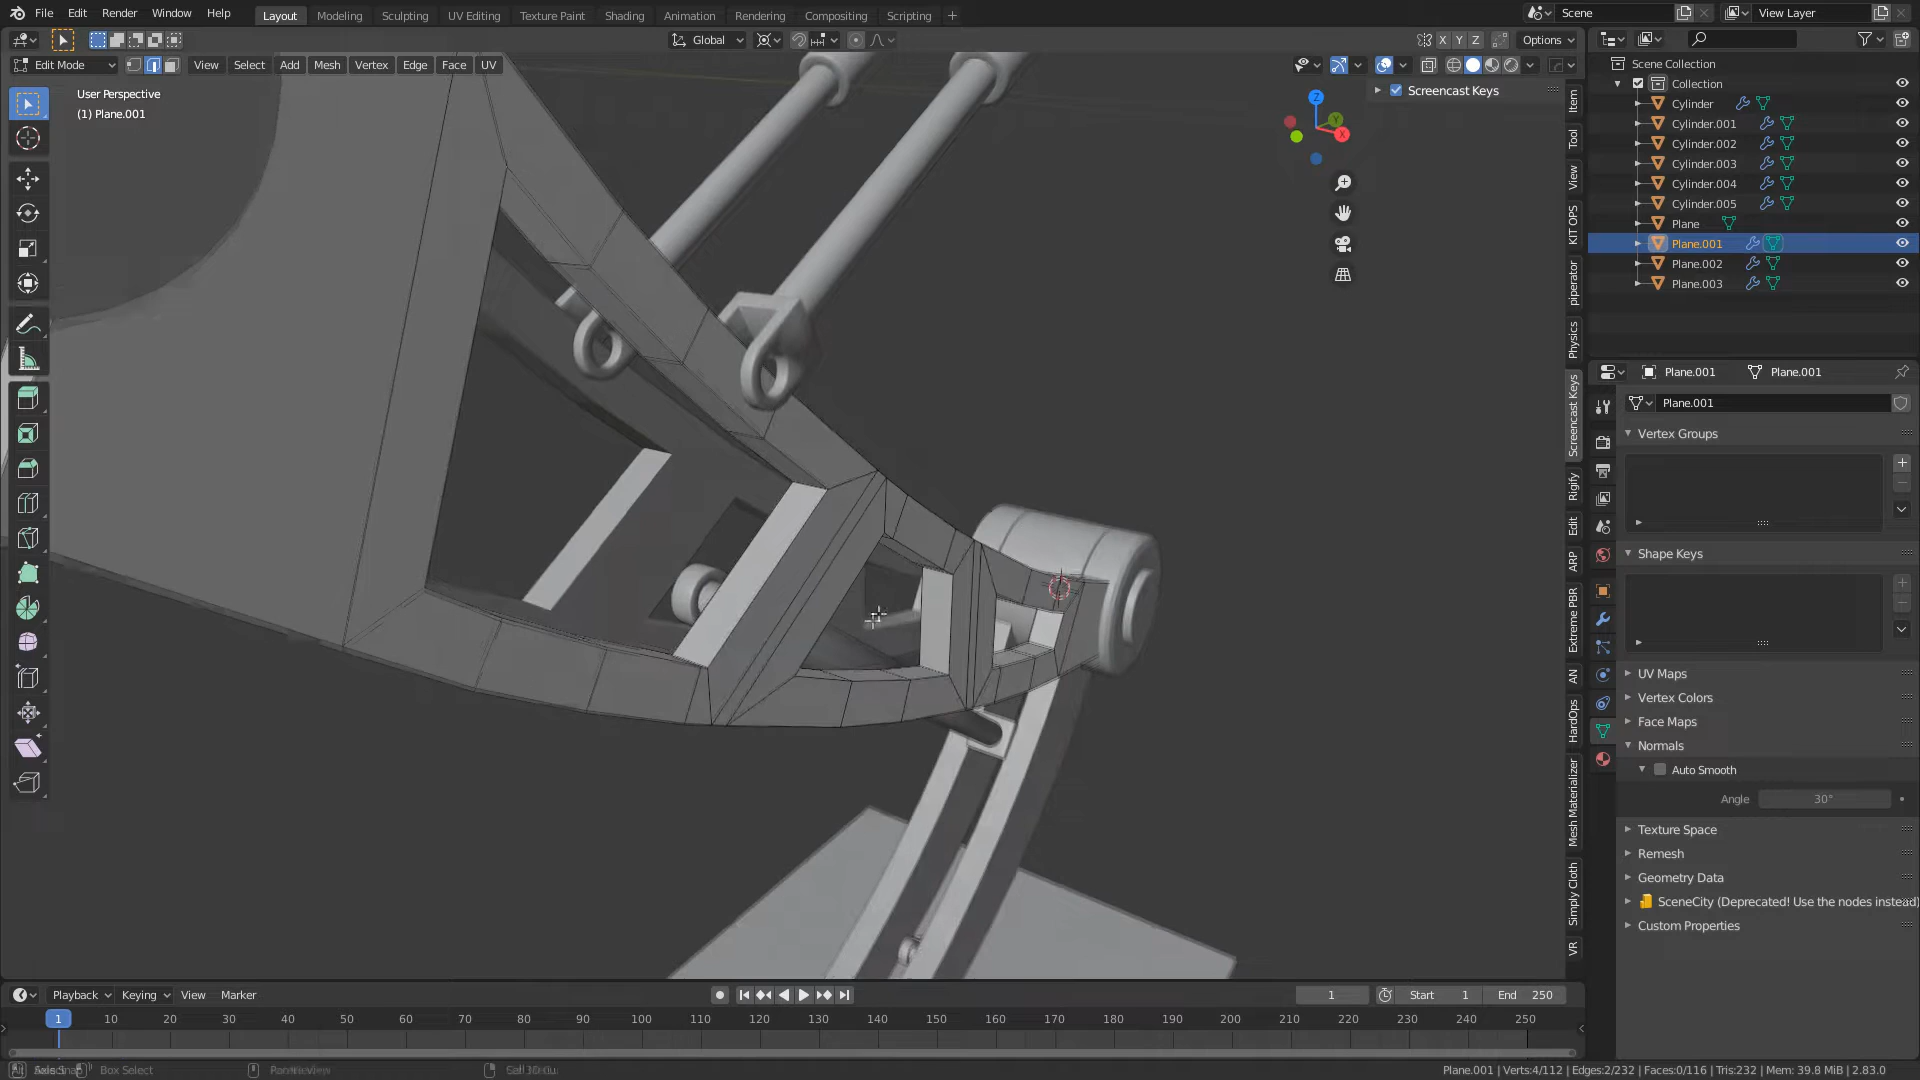 File Edit Render Window Help Layout Modeling Sculpting UV Editing Texture Paint Shading Animation Rendering Compositing Scripting + Scene View Layer
Global X Y Z Options
Edit Mode View Select Add Mesh Vertex Edge Face UV
User Perspective
(1) Plane.001
Screencast Keys
Z
Y
X
Item
Tool
View
KIT OPS
piperator
Physics
Screencast Keys
Rigify
Edit
ARP
Extreme PBR
AN
HardOps
Mesh Materializer
Simply Cloth
VR
Scene Collection
Collection
Cylinder
Cylinder.001
Cylinder.002
Cylinder.003
Cylinder.004
Cylinder.005
Plane
Plane.001
Plane.002
Plane.003
Plane.001 Plane.001
Plane.001
Vertex Groups
Shape Keys
UV Maps
Vertex Colors
Face Maps
Normals
Auto Smooth
Angle 30°
Texture Space
Remesh
Geometry Data
SceneCity (Deprecated! Use the nodes instead)
Custom Properties
Playback Keying View Marker 1 Start 1 End 250
1 10 20 30 40 50 60 70 80 90 100 110 120 130 140 150 160 170 180 190 200 210 220 230 240 250
Box Select
Plane.001 | Verts:4/112 | Edges:2/232 | Faces:0/116 | Tris:232 | Mem: 39.8 MiB | 2.83.0